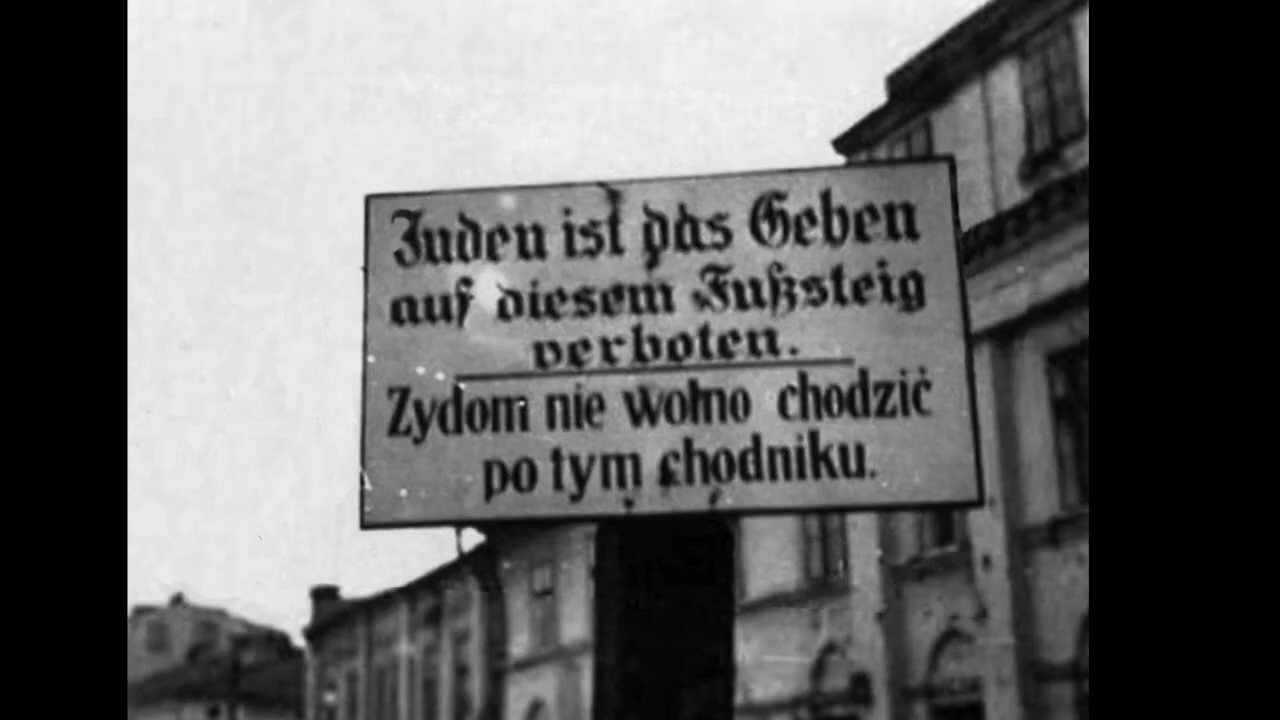 Juden ist das Gehen
auf diesem Fußsteig
verboten.
Zydom nie wolno chodzić
po tym chodniku.